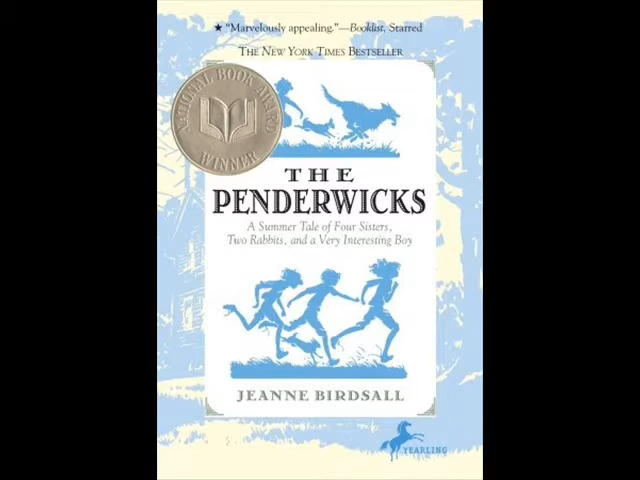 ★ “Marvelously appealing.”—Booklist, Starred
THE NEW YORK TIMES BESTSELLER
NATIONAL BOOK AWARD
WINNER
THE
PENDERWICKS
A Summer Tale of Four Sisters,
Two Rabbits, and a Very Interesting Boy
JEANNE BIRDSALL
YEARLING